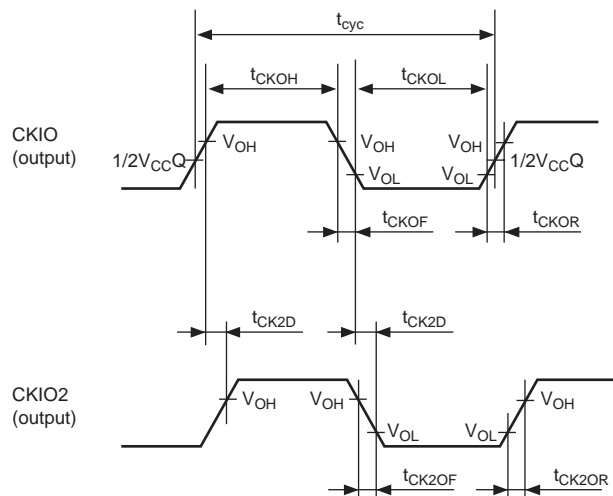 tcyc
tCKOH tCKOL
CKIO
(output)
1/2VCCQ VOH VOH VOL VOH VOL 1/2VCCQ
tCKOF tCKOR
tCK2D tCK2D
CKIO2
(output)
VOH VOH VOL VOH VOL
tCK2OF tCK2OR